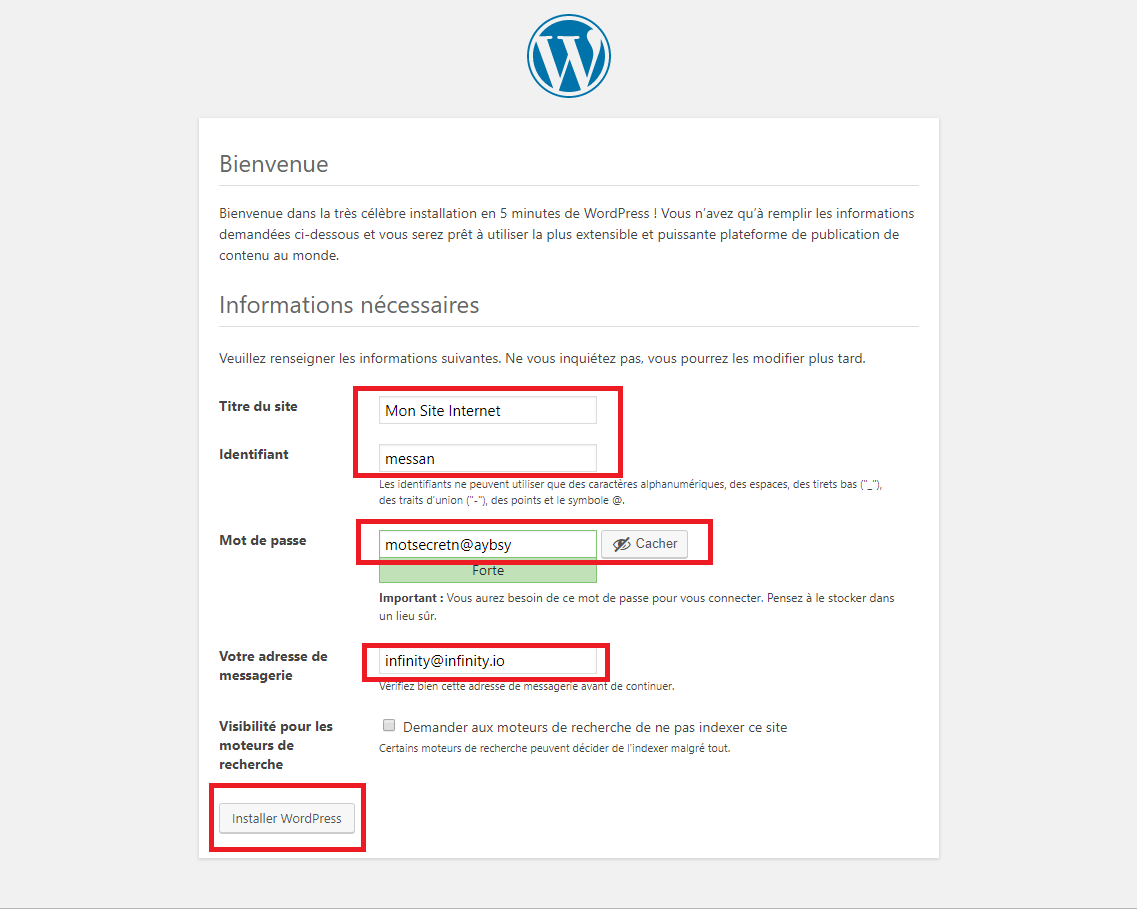 Bienvenue
Bienvenue dans la très célèbre installation en 5 minutes de WordPress ! Vous n’avez qu’à remplir les informations
demandées ci-dessous et vous serez prêt à utiliser la plus extensible et puissante plateforme de publication de
contenu au monde.
Informations nécessaires
Veuillez renseigner les informations suivantes. Ne vous inquiétez pas, vous pourrez les modifier plus tard.
Titre du site
Mon Site Internet
Identifiant
messan
Les identifiants ne peuvent utiliser que des caractères alphanumériques, des espaces, des tirets bas ("_"),
des traits d'union ("-"), des points et le symbole @.
Mot de passe
motsecretn@aybsy
Cacher
Forte
Important : Vous aurez besoin de ce mot de passe pour vous connecter. Pensez à le stocker dans
un lieu sûr.
Votre adresse de
messagerie
infinity@infinity.io
Vérifiez bien cette adresse de messagerie avant de continuer.
Visibilité pour les
moteurs de
recherche
Demander aux moteurs de recherche de ne pas indexer ce site
Certains moteurs de recherche peuvent décider de l’indexer malgré tout.
Installer WordPress